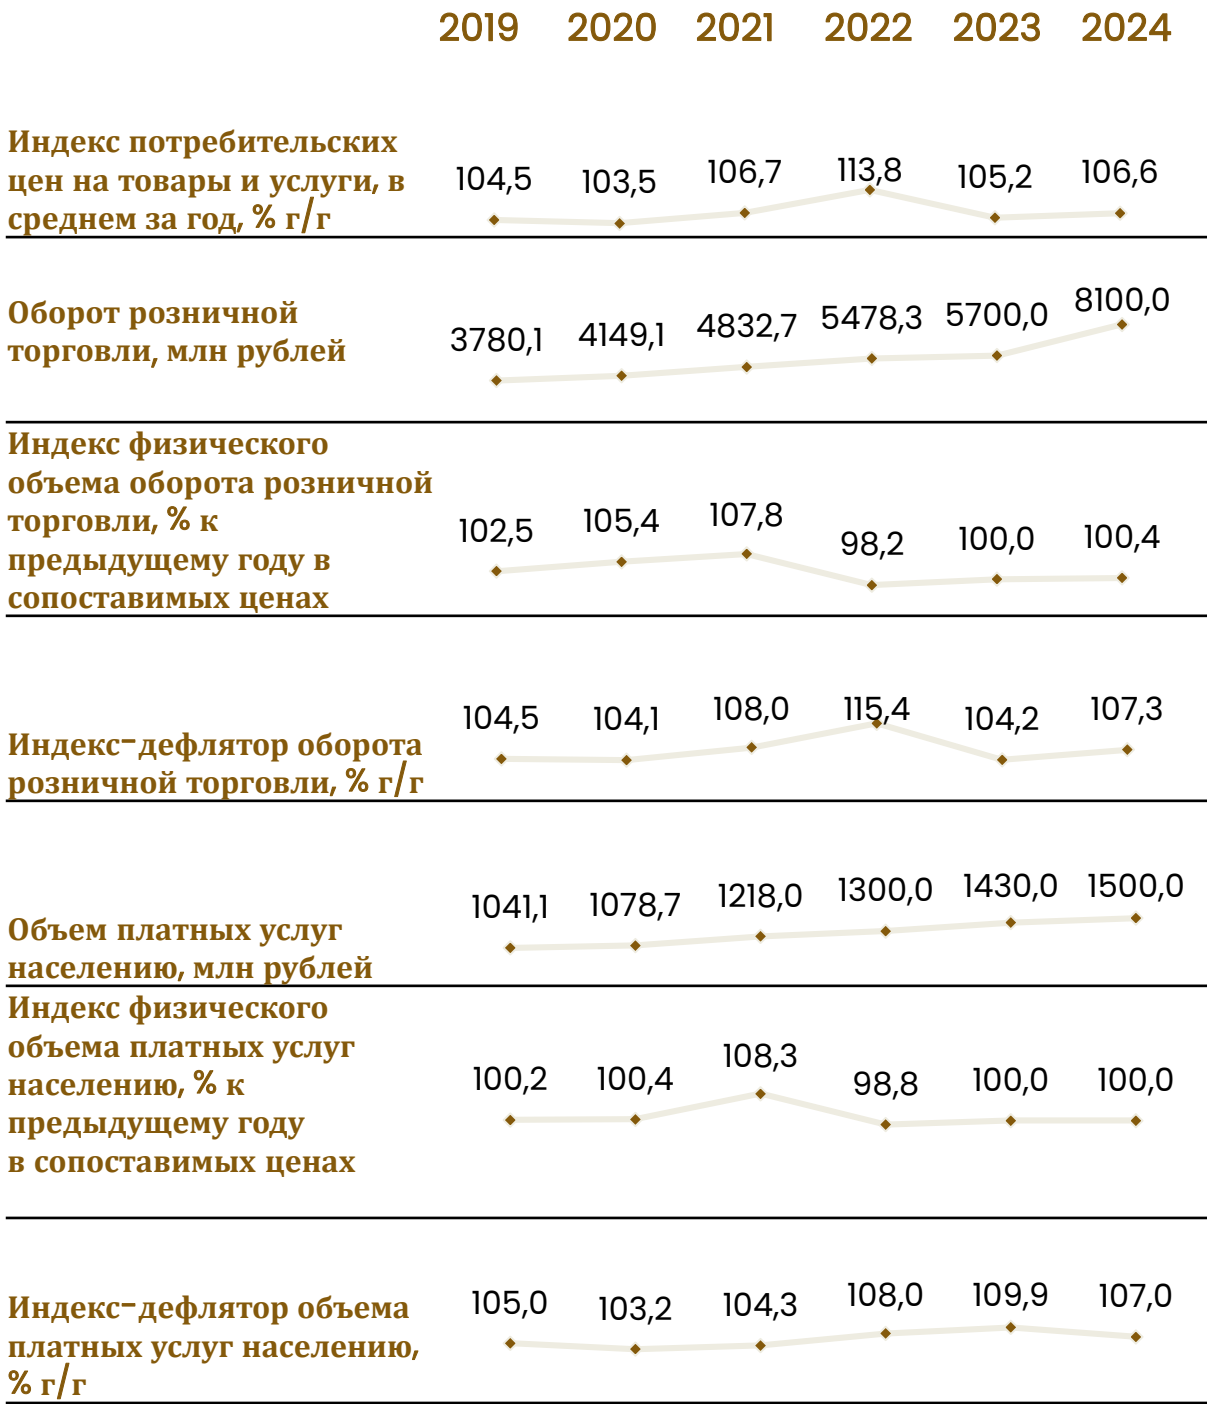 2019 2020 2021 2022 2023 2024
Индекс потребительских
цен на товары и услуги, в
среднем за год, % г/г
104,5 103,5 106,7 113,8 105,2 106,6
Оборот розничной
торговли, млн рублей
3780,1 4149,1 4832,7 5478,3 5700,0 8100,0
Индекс физического
объема оборота розничной
торговли, % к
предыдущему году в
сопоставимых ценах
102,5 105,4 107,8 98,2 100,0 100,4
Индекс-дефлятор оборота
розничной торговли, % г/г
104,5 104,1 108,0 115,4 104,2 107,3
Объем платных услуг
населению, млн рублей
1041,1 1078,7 1218,0 1300,0 1430,0 1500,0
Индекс физического
объема платных услуг
населению, % к
предыдущему году
в сопоставимых ценах
100,2 100,4 108,3 98,8 100,0 100,0
Индекс-дефлятор объема
платных услуг населению,
% г/г
105,0 103,2 104,3 108,0 109,9 107,0